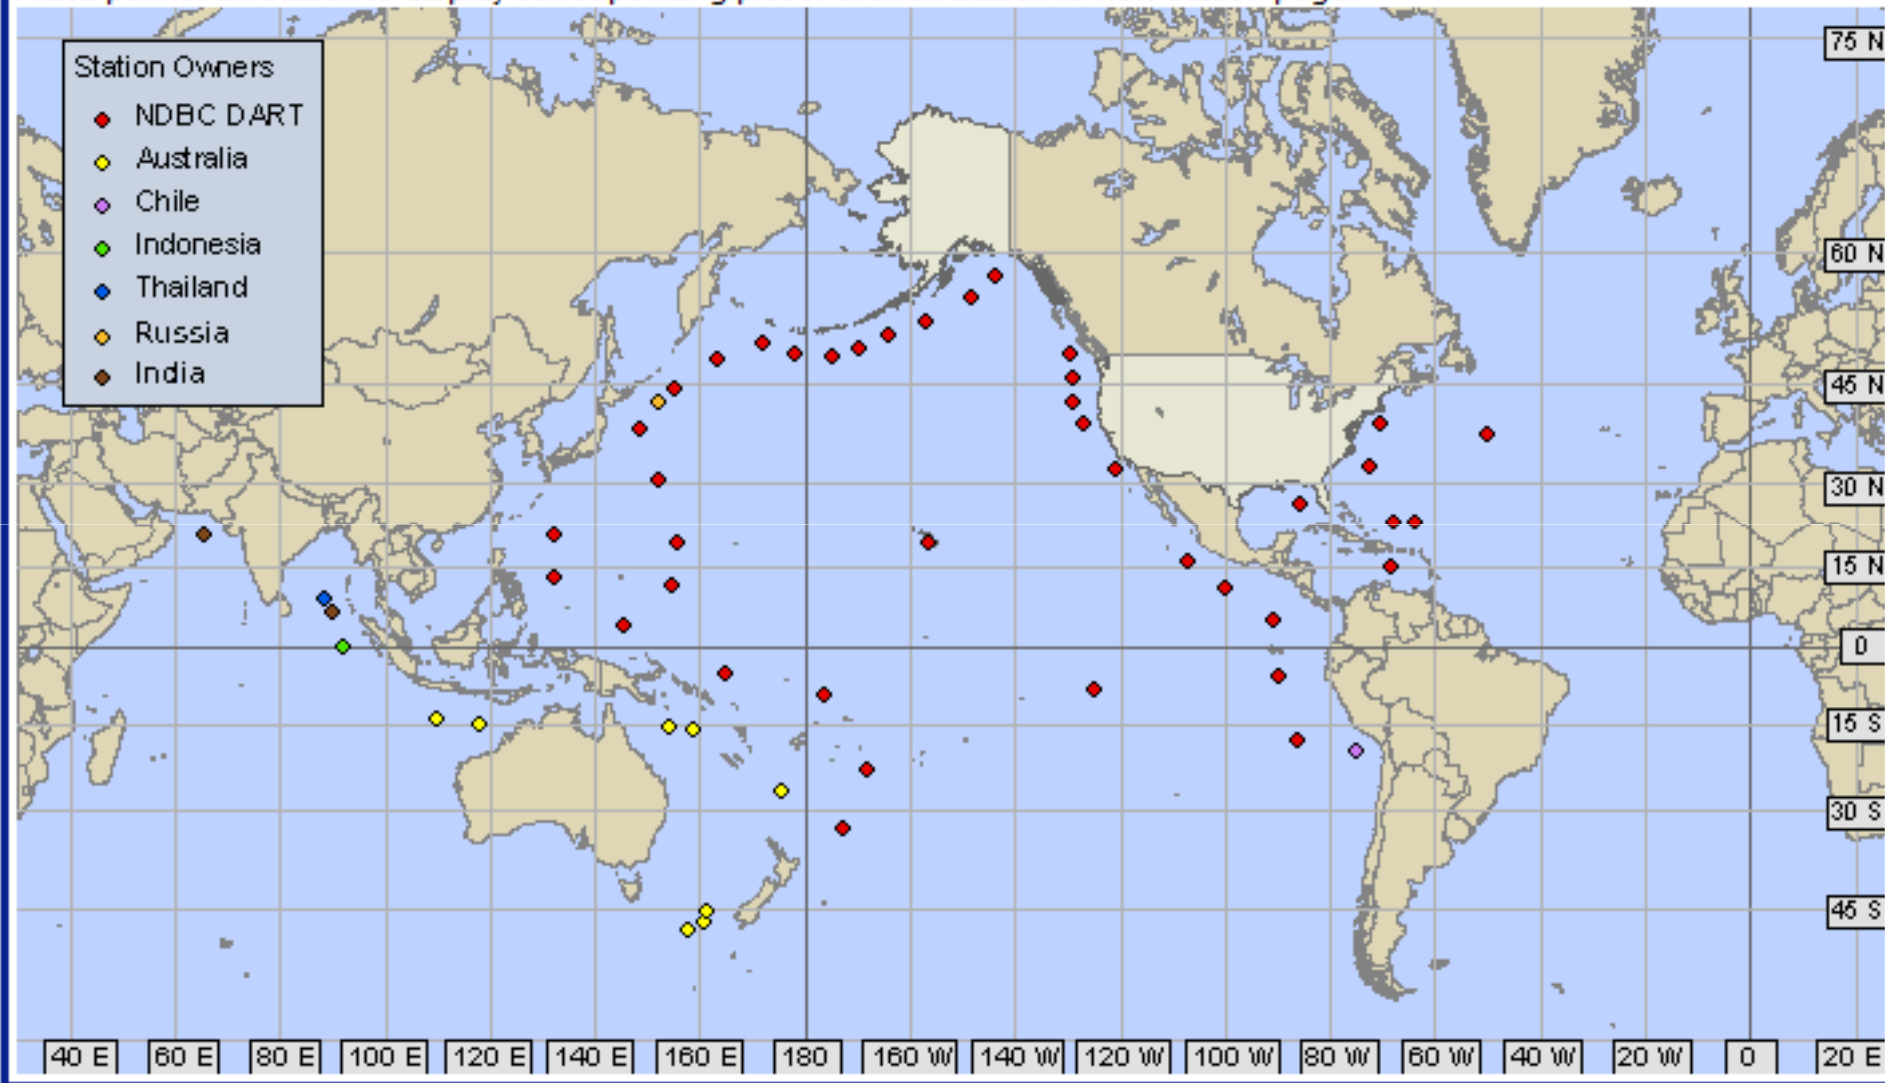 Station Owners
NDBC DART
Australia
Chile
Indonesia
Thailand
Russia
India
75 N
60 N
45 N
30 N
15 N
0
15 S
30 S
45 S
40 E 60 E 80 E 100 E 120 E 140 E 160 E 180 160 W 140 W 120 W 100 W 80 W 60 W 40 W 20 W 0 20 E